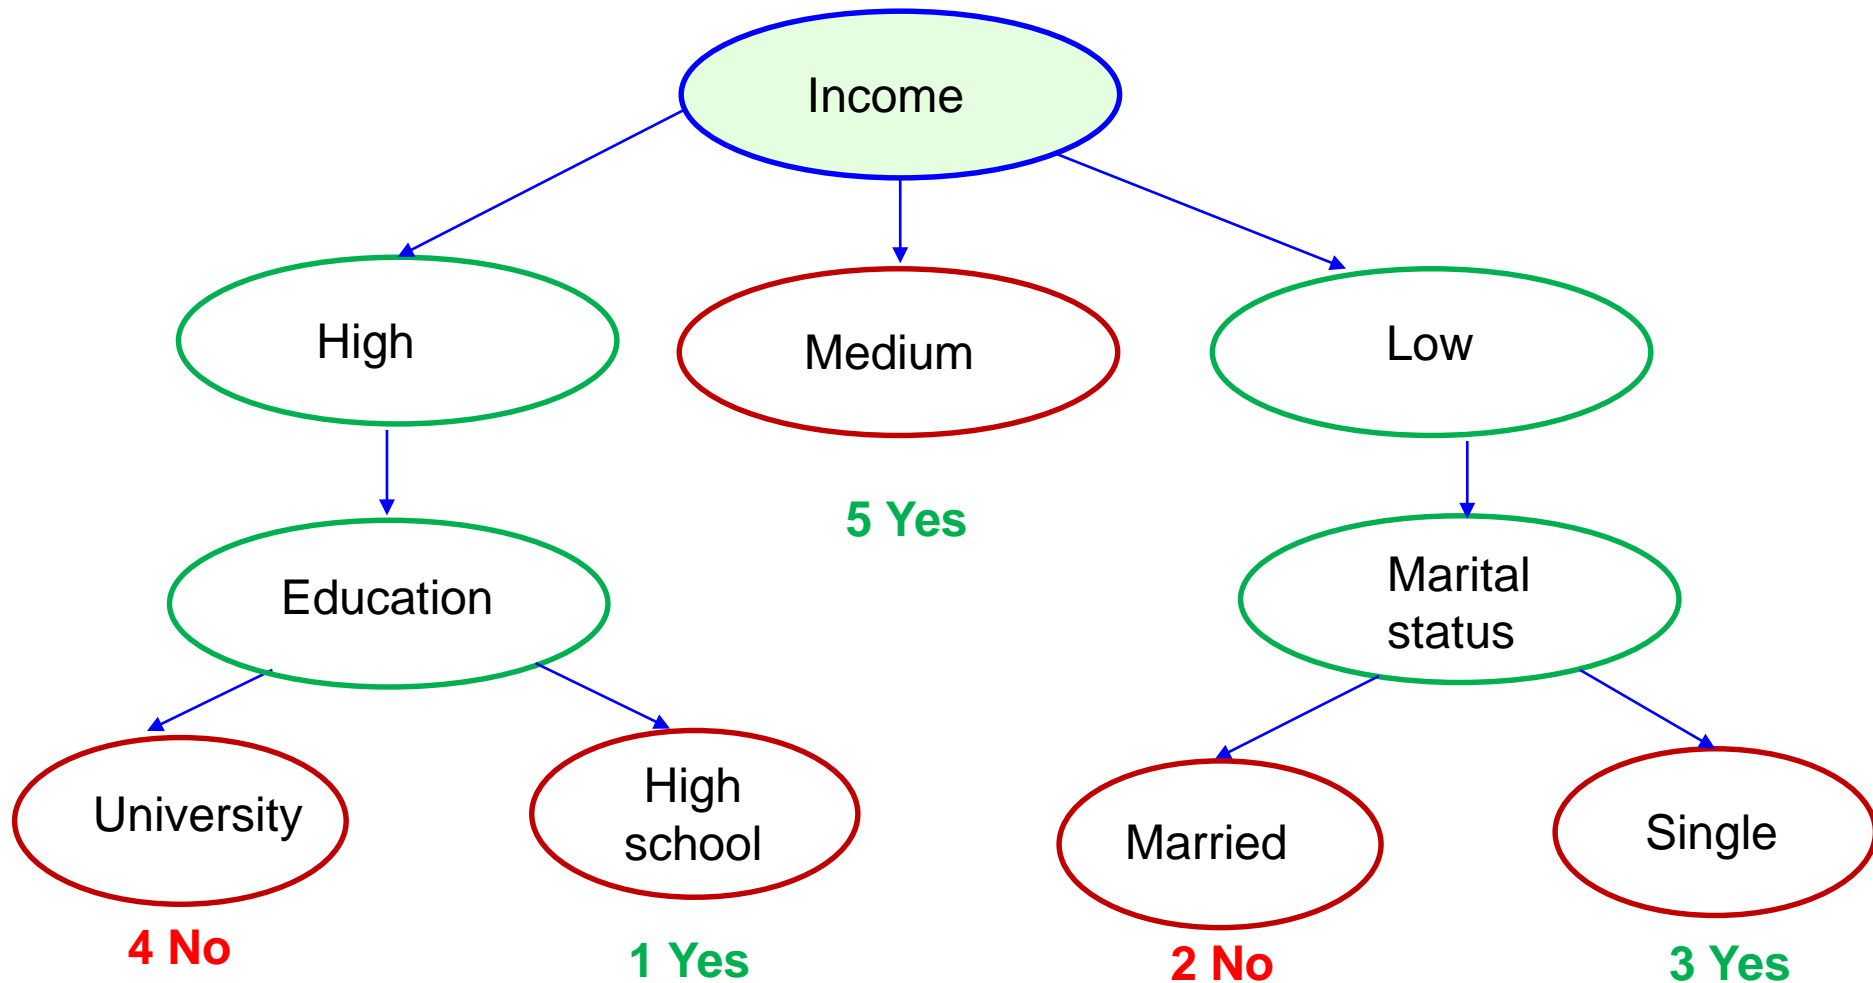 Income
High
Medium
Low
5 Yes
Education
Marital
status
University
High
school
Married
Single
4 No
1 Yes
2 No
3 Yes